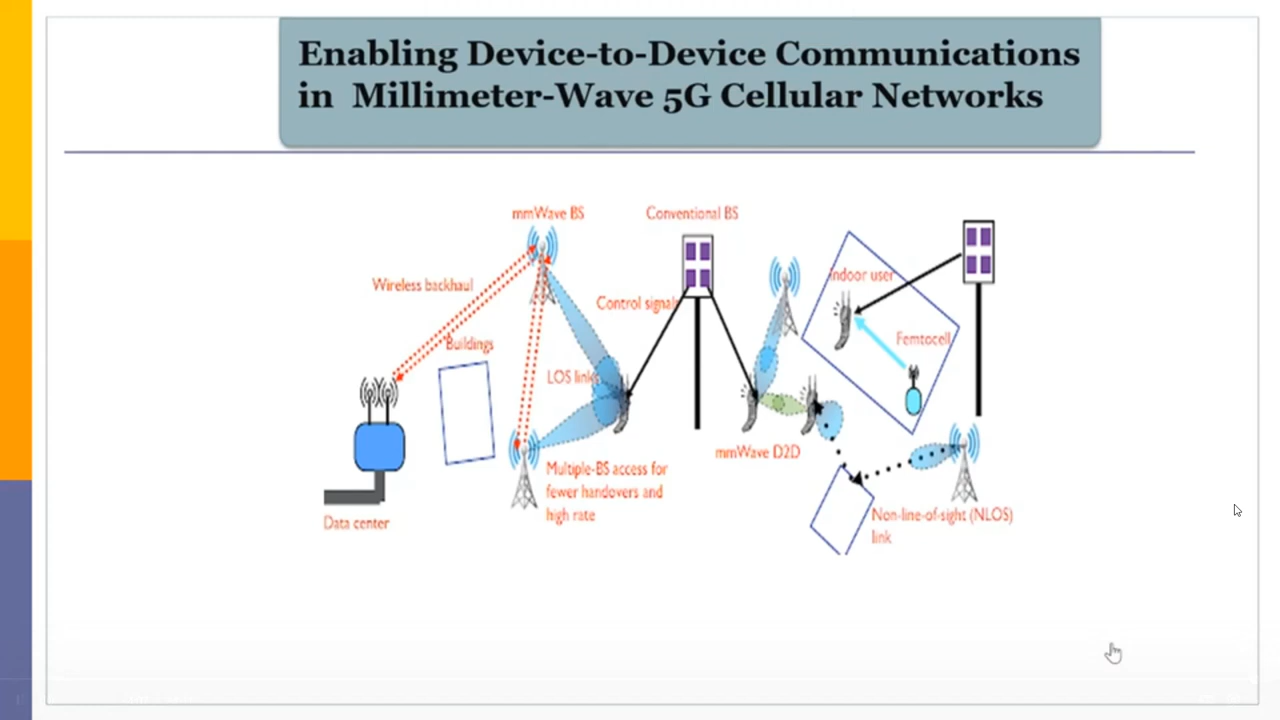 Enabling Device-to-Device Communications
in Millimeter-Wave 5G Cellular Networks
mmWave BS
Conventional BS
Wireless backhaul
Indoor user
Control signals
Buildings
Femtocell
LOS links
mmWave D2D
Multiple-BS access for
fewer handovers and
high rate
Data center
Non-line-of-sight (NLOS)
link